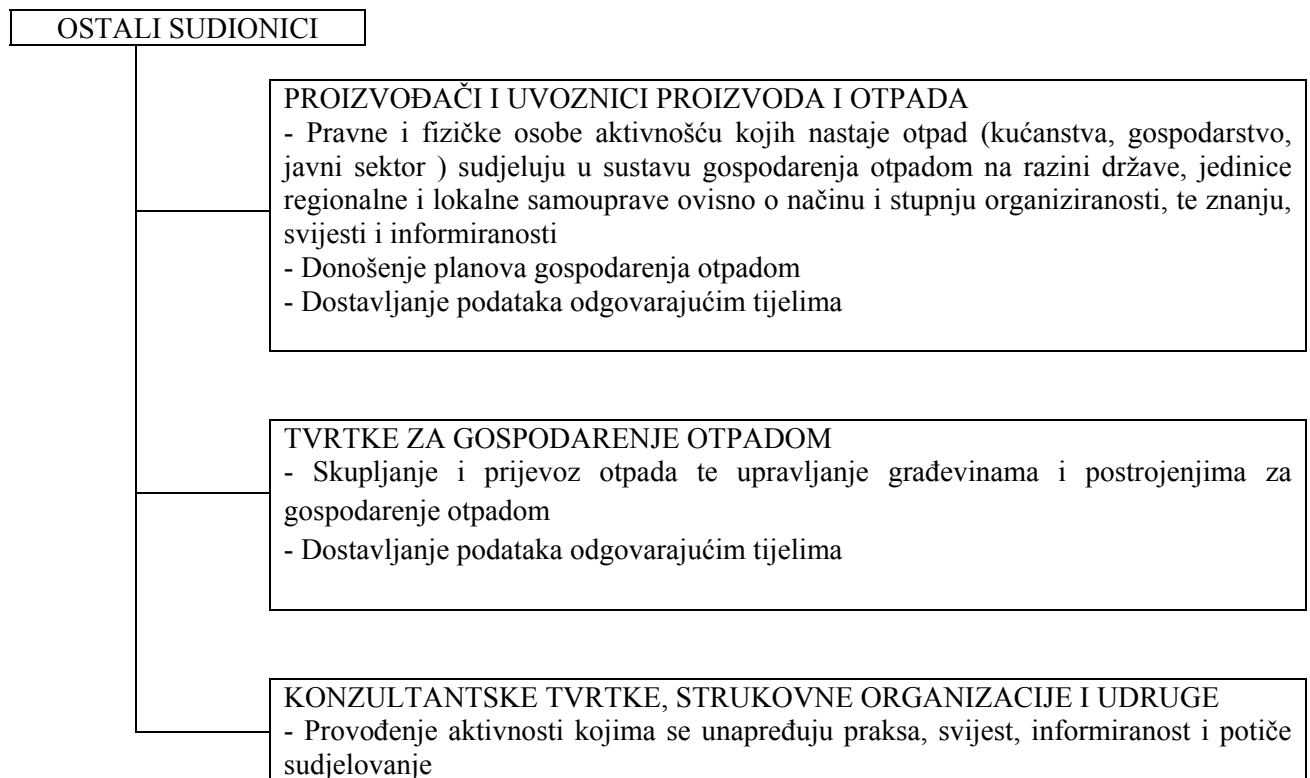 OSTALI SUDIONICI
PROIZVOĐAČI I UVOZNICI PROIZVODA I OTPADA
- Pravne i fizičke osobe aktivnošću kojih nastaje otpad (kućanstva, gospodarstvo,
javni sektor ) sudjeluju u sustavu gospodarenja otpadom na razini države, jedinice
regionalne i lokalne samouprave ovisno o načinu i stupnju organiziranosti, te znanju,
svijesti i informiranosti
- Donošenje planova gospodarenja otpadom
- Dostavljanje podataka odgovarajućim tijelima
TVRTKE ZA GOSPODARENJE OTPADOM
- Skupljanje i prijevoz otpada te upravljanje građevinama i postrojenjima za
gospodarenje otpadom
- Dostavljanje podataka odgovarajućim tijelima
KONZULTANTSKE TVRTKE, STRUKOVNE ORGANIZACIJE I UDRUGE
- Provođenje aktivnosti kojima se unapređuju praksa, svijest, informiranost i potiče
sudjelovanje